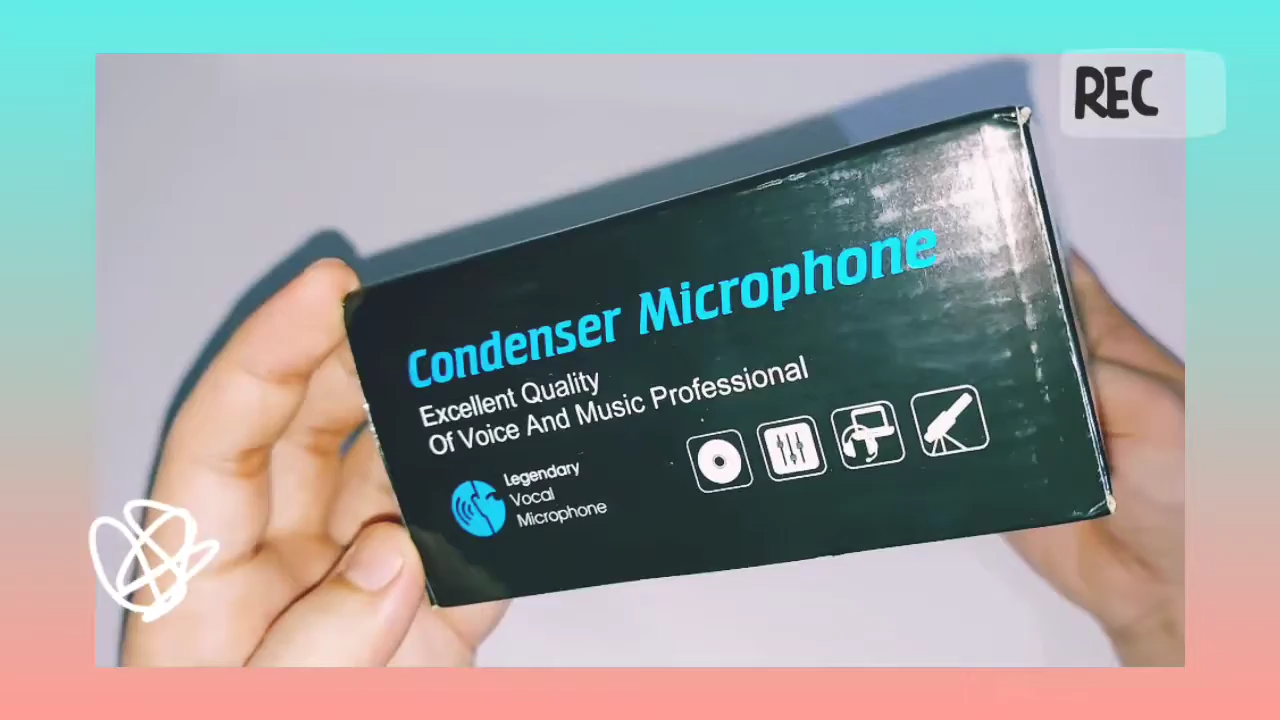 REC
Condenser Microphone
Excellent Quality
Of Voice And Music Professional
Legendary
Vocal
Microphone